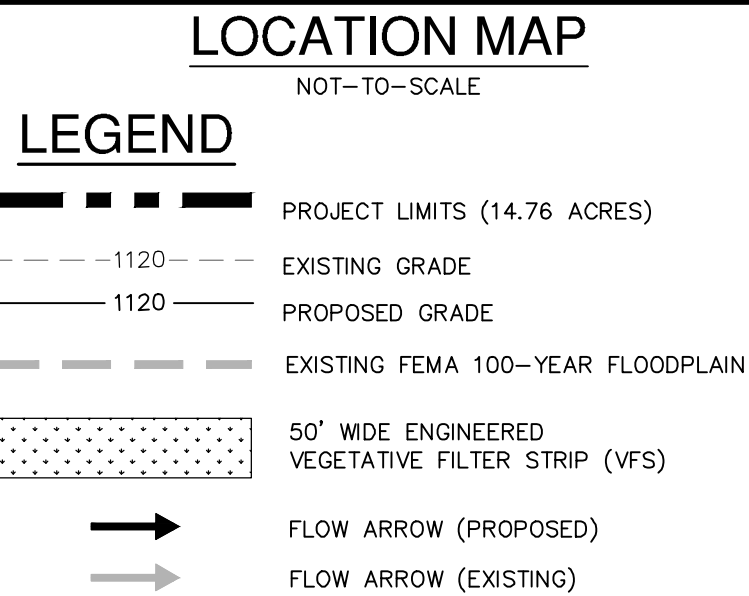 LOCATION MAP
NOT-TO-SCALE
LEGEND
PROJECT LIMITS (14.76 ACRES)
1120 EXISTING GRADE
1120 PROPOSED GRADE
EXISTING FEMA 100-YEAR FLOODPLAIN
50' WIDE ENGINEERED
VEGETATIVE FILTER STRIP (VFS)
FLOW ARROW (PROPOSED)
FLOW ARROW (EXISTING)